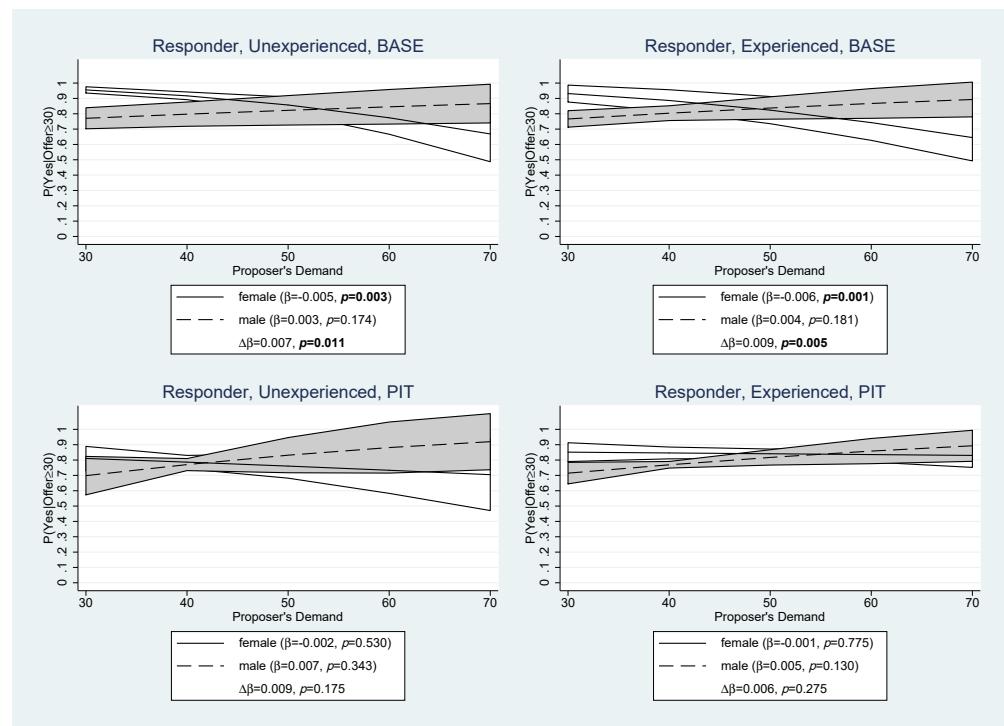 Responder, Unexperienced, BASE
P(Yes|Offer≥30)
0 .1 .2 .3 .4 .5 .6 .7 .8 .9 1
30 40 50 60 70
Proposer's Demand
female (β=-0.005, p=0.003)
male (β=0.003, p=0.174)
Δβ=0.007, p=0.011
Responder, Experienced, BASE
P(Yes|Offer≥30)
0 .1 .2 .3 .4 .5 .6 .7 .8 .9 1
30 40 50 60 70
Proposer's Demand
female (β=-0.006, p=0.001)
male (β=0.004, p=0.181)
Δβ=0.009, p=0.005
Responder, Unexperienced, PIT
P(Yes|Offer≥30)
0 .1 .2 .3 .4 .5 .6 .7 .8 .9 1
30 40 50 60 70
Proposer's Demand
female (β=-0.002, p=0.530)
male (β=0.007, p=0.343)
Δβ=0.009, p=0.175
Responder, Experienced, PIT
P(Yes|Offer≥30)
0 .1 .2 .3 .4 .5 .6 .7 .8 .9 1
30 40 50 60 70
Proposer's Demand
female (β=-0.001, p=0.775)
male (β=0.005, p=0.130)
Δβ=0.006, p=0.275